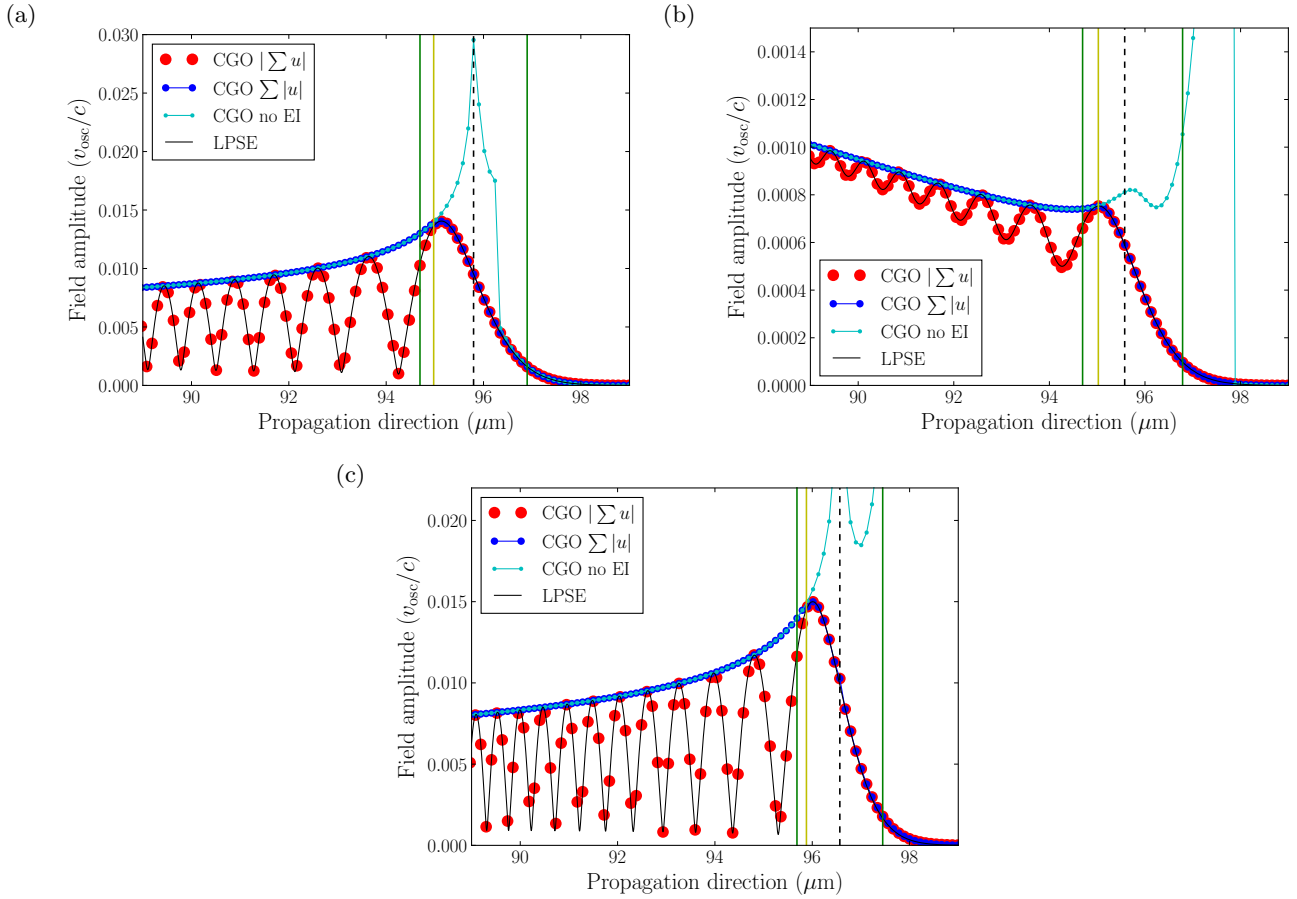 (a)
0.030
0.025
0.020
0.015
0.010
0.005
0.000
Field amplitude (v_osc/c)
CGO |∑ u|
CGO ∑ |u|
CGO no EI
LPSE
90 92 94 96 98
Propagation direction (μm)
(b)
0.0014
0.0012
0.0010
0.0008
0.0006
0.0004
0.0002
0.0000
Field amplitude (v_osc/c)
CGO |∑ u|
CGO ∑ |u|
CGO no EI
LPSE
90 92 94 96 98
Propagation direction (μm)
(c)
0.020
0.015
0.010
0.005
0.000
Field amplitude (v_osc/c)
CGO |∑ u|
CGO ∑ |u|
CGO no EI
LPSE
90 92 94 96 98
Propagation direction (μm)